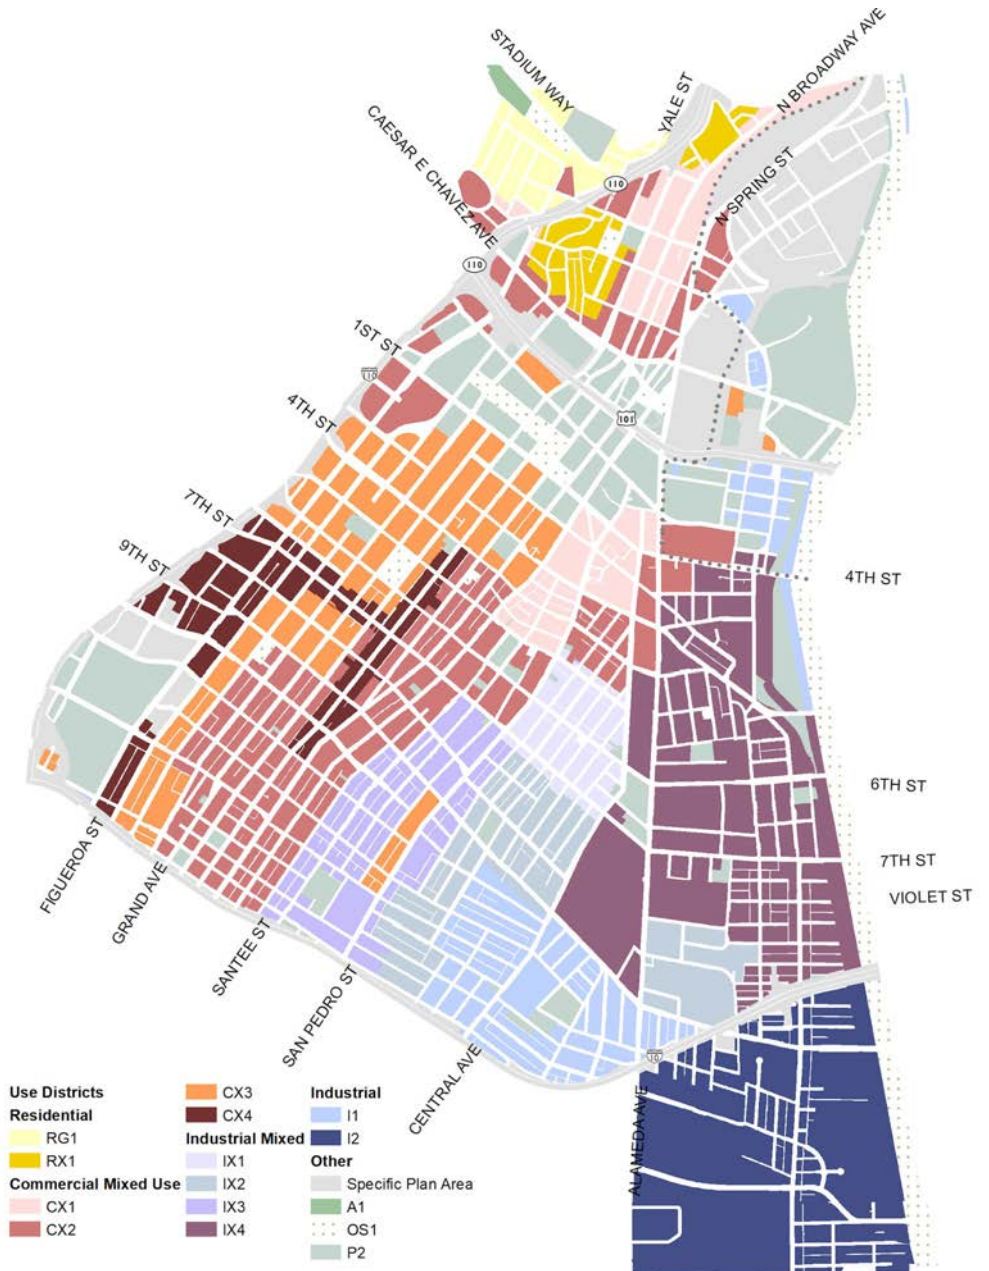 STADIUM WAY
YALE ST
N BROADWAY AVE
CAESAR E CHAVEZ AVE
110
N SPRING ST
110
1ST ST
110
4TH ST
101
7TH ST
9TH ST
4TH ST
6TH ST
7TH ST
VIOLET ST
FIGUEROA ST
GRAND AVE
SANTEE ST
SAN PEDRO ST
CENTRAL AVE
10
ALAMEDA AVE
Use Districts
Residential
RG1
RX1
Commercial Mixed Use
CX1
CX2
CX3
CX4
Industrial Mixed
IX1
IX2
IX3
IX4
Industrial
I1
I2
Other
Specific Plan Area
A1
OS1
P2